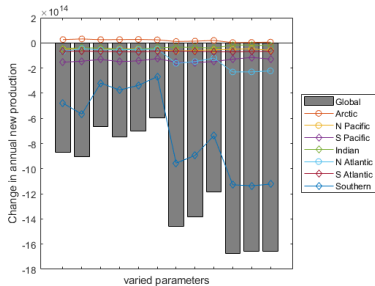 ×10^14
2
0
-2
-4
-6
-8
-10
-12
-14
-16
-18
Change in annual new production
varied parameters
Global
Arctic
N Pacific
S Pacific
Indian
N Atlantic
S Atlantic
Southern